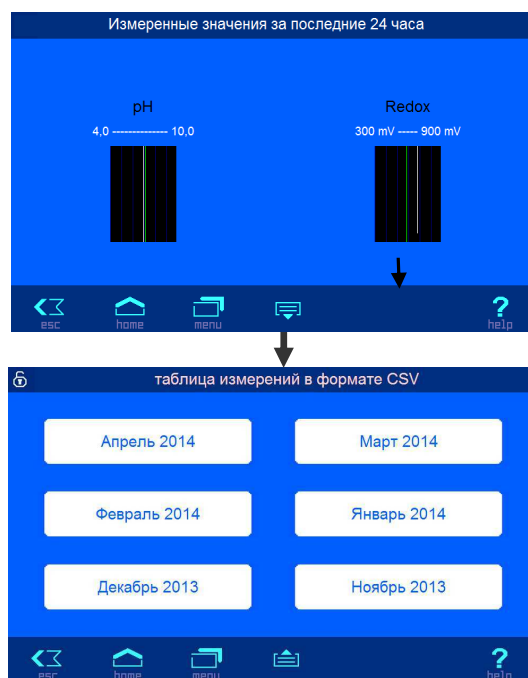 Измеренные значения за последние 24 часа
pH Redox
4,0 -------------- 10,0 300 mV ----- 900 mV
esc home menu ? help
таблица измерений в формате CSV
Апрель 2014 Март 2014
Февраль 2014 Январь 2014
Декабрь 2013 Ноябрь 2013
esc home menu ? help